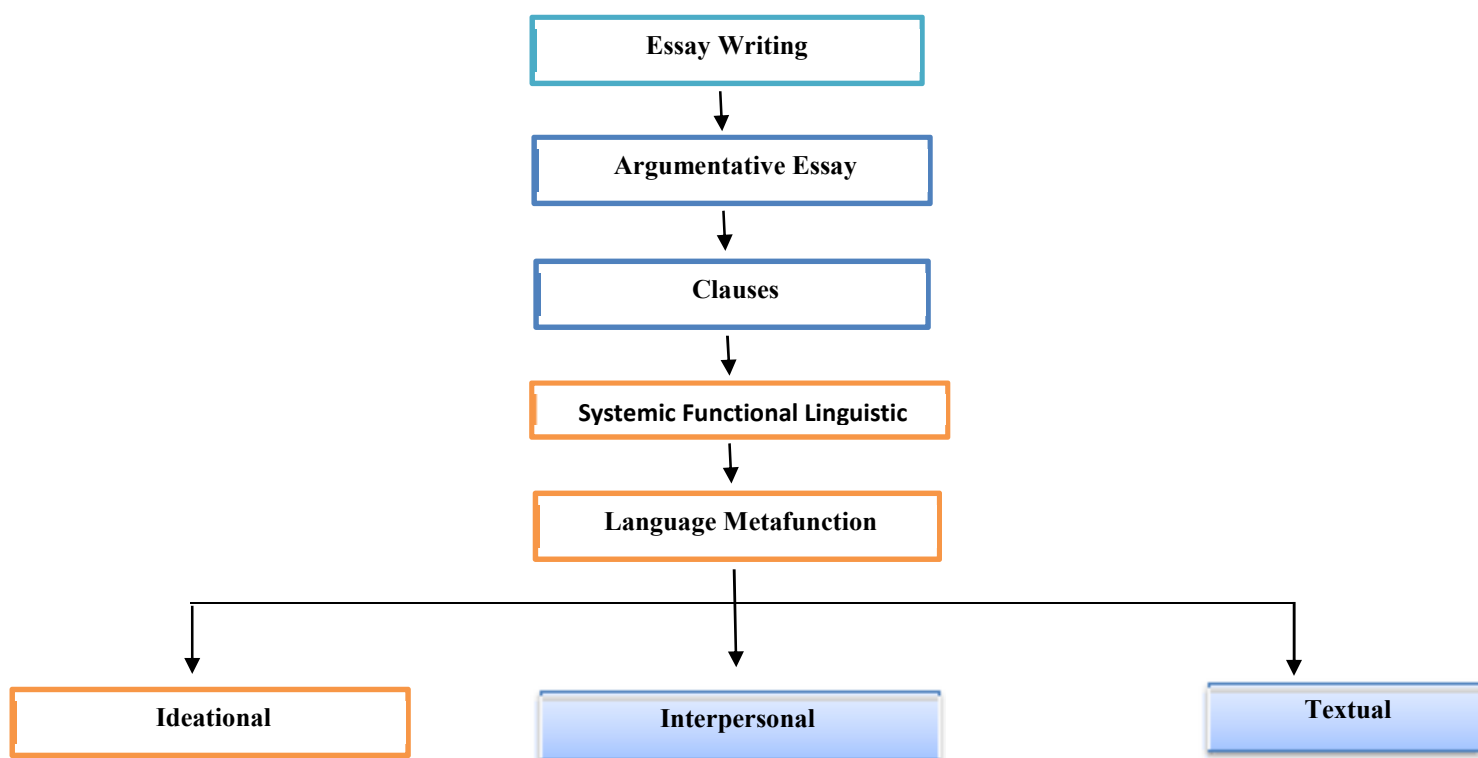 Essay Writing
Argumentative Essay
Clauses
Systemic Functional Linguistic
Language Metafunction
Ideational
Interpersonal
Textual